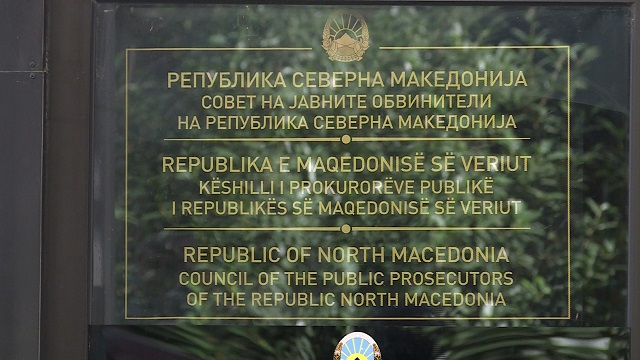 РЕПУБЛИКА СЕВЕРНА МАКЕДОНИЈА
СОВЕТ НА ЈАВНИТЕ ОБВИНИТЕЛИ
НА РЕПУБЛИКА СЕВЕРНА МАКЕДОНИЈА
REPUBLIKA E MAQEDONISË SË VERIUT
KËSHILLI I PROKURORËVE PUBLIKË
I REPUBLIKËS SË MAQEDONISË SË VERIUT
REPUBLIC OF NORTH MACEDONIA
COUNCIL OF THE PUBLIC PROSECUTORS
OF THE REPUBLIC NORTH MACEDONIA